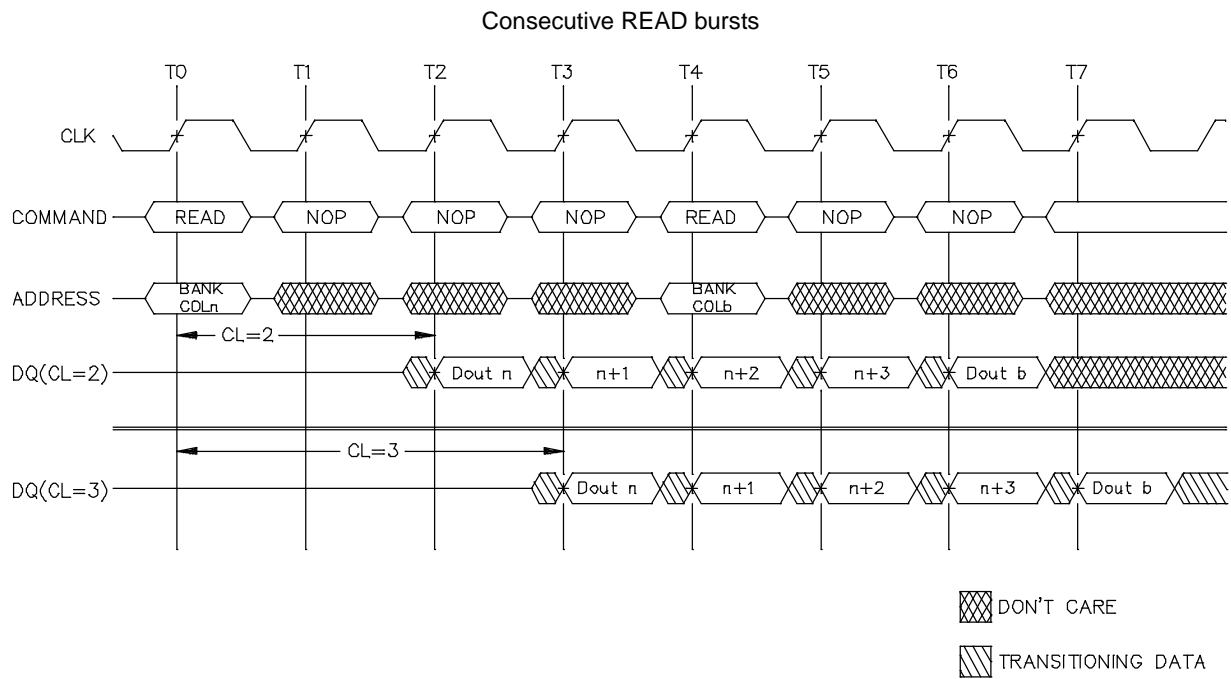 Consecutive READ bursts
T0 T1 T2 T3 T4 T5 T6 T7
CLK
COMMAND READ NOP NOP NOP READ NOP NOP
ADDRESS BANK COLn BANK COLb
CL=2
DQ(CL=2) Dout n n+1 n+2 n+3 Dout b
CL=3
DQ(CL=3) Dout n n+1 n+2 n+3 Dout b
DON'T CARE
TRANSITIONING DATA